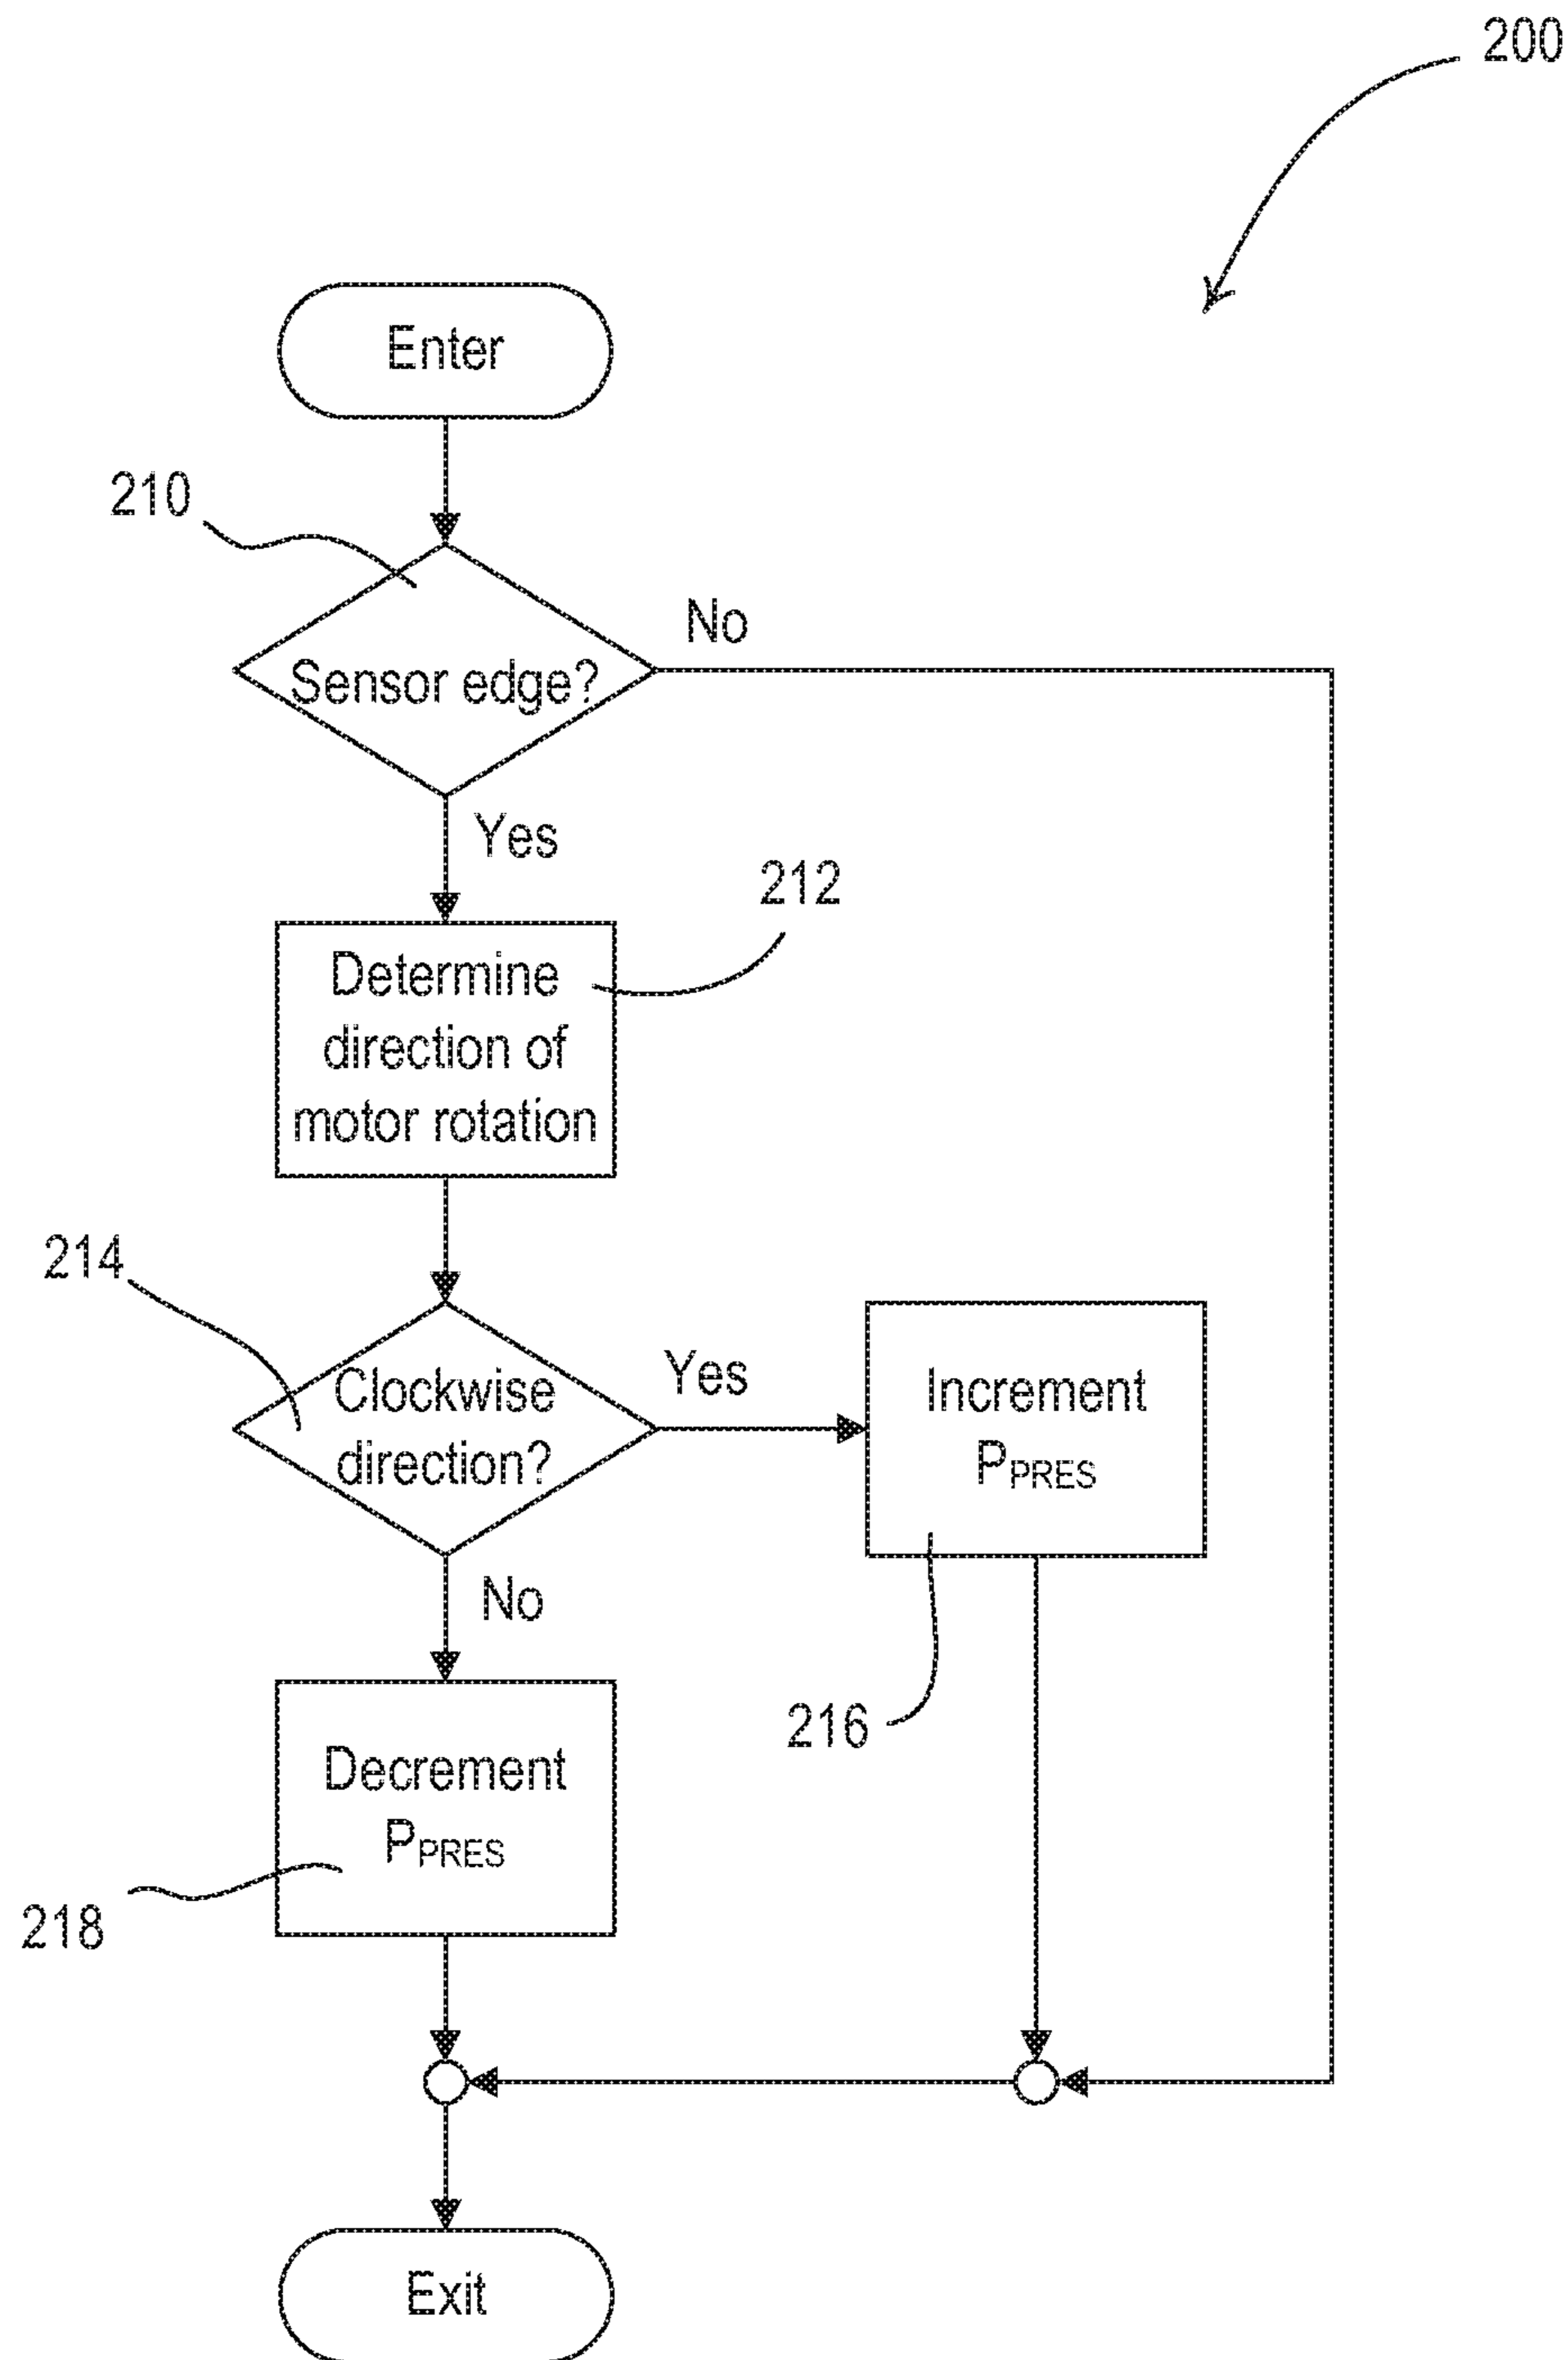 200
Enter
210
No
Sensor edge?
Yes
212
Determine
direction of
motor rotation
214
Clockwise
direction?
Yes
Increment
PPRES
No
216
Decrement
PPRES
218
Exit